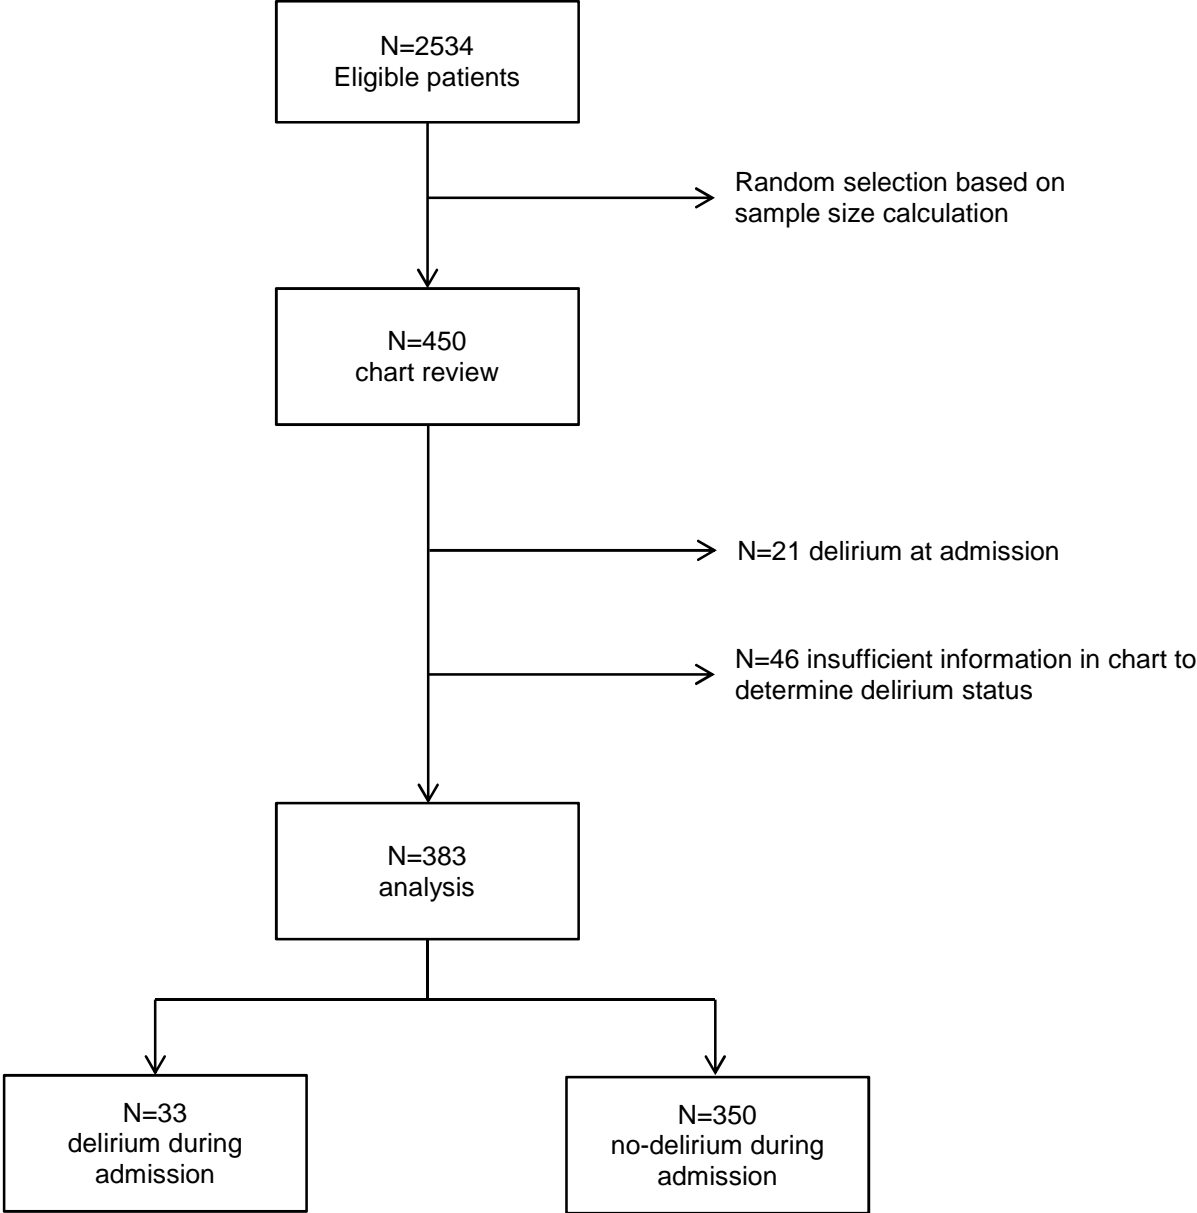 N=2534
Eligible patients
Random selection based on
sample size calculation
N=450
chart review
N=21 delirium at admission
N=46 insufficient information in chart to
determine delirium status
N=383
analysis
N=33
delirium during
admission
N=350
no-delirium during
admission